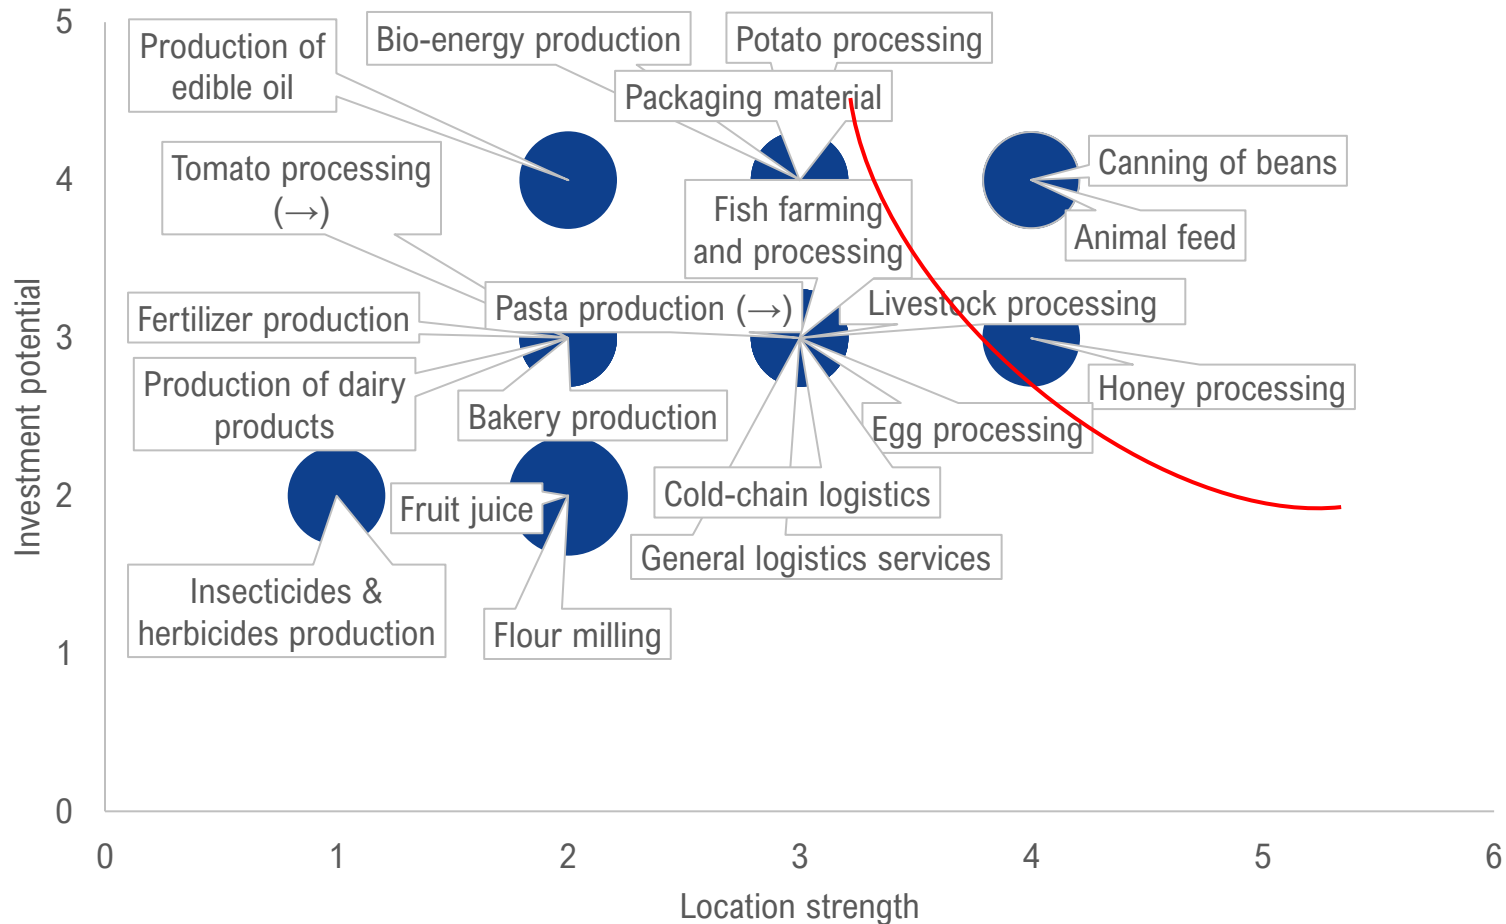 5
Production of
edible oil
Bio-energy production
Potato processing
Packaging material
4
Tomato processing
(→)
Canning of beans
Fish farming
and processing
Animal feed
Pasta production (→)
Livestock processing
3
Fertilizer production
Production of dairy
products
Bakery production
Honey processing
Egg processing
2
Fruit juice
Cold-chain logistics
General logistics services
Insecticides &
herbicides production
Flour milling
1
0
Investment potential
0 1 2 3 4 5 6
Location strength